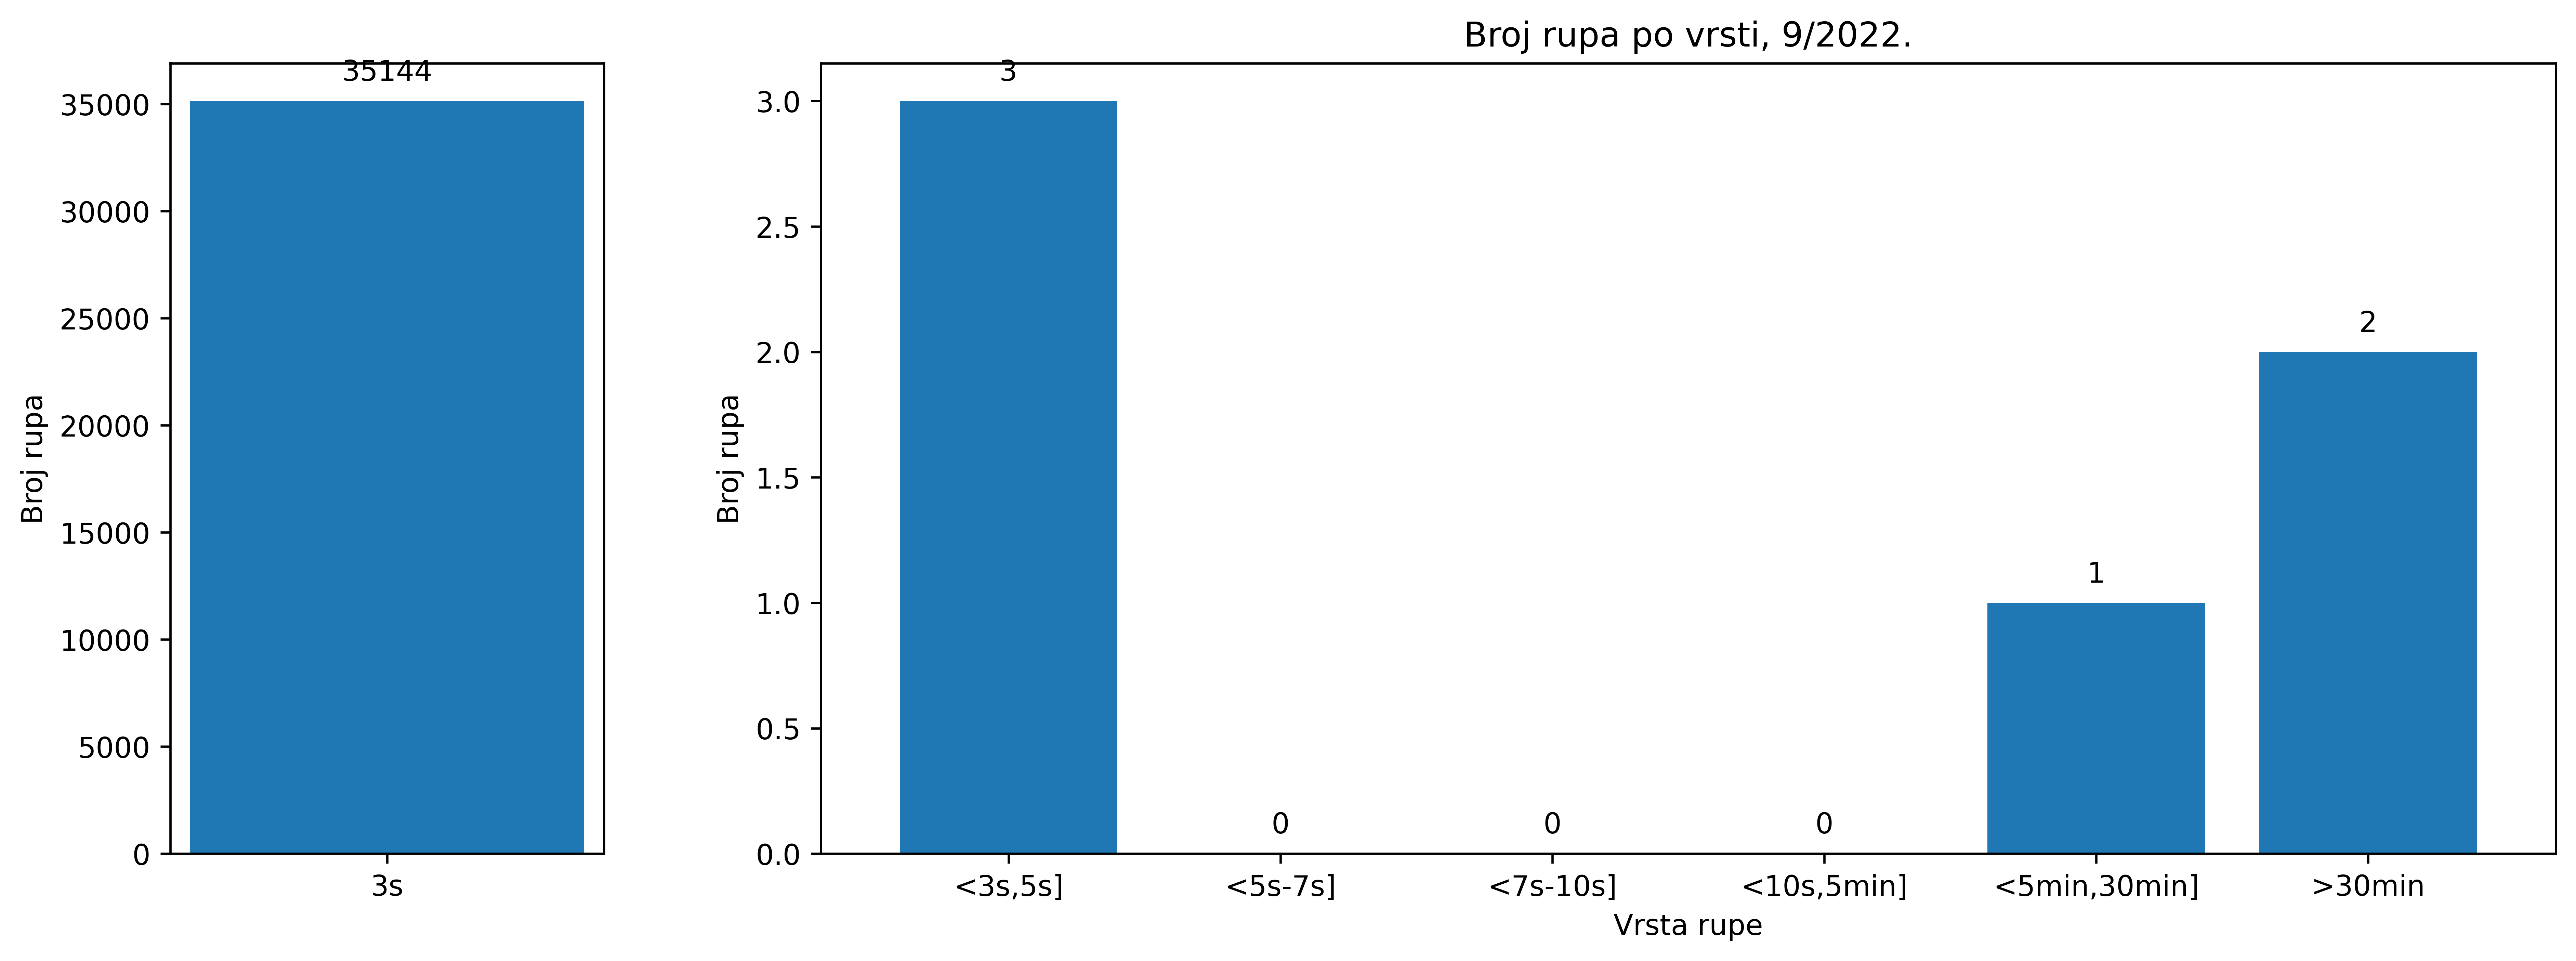 Broj rupa po vrsti, 9/2022.
35144
35000
30000
25000
20000
15000
10000
5000
0
Broj rupa
3s
3
3.0
2.5
2.0
1.5
1.0
0.5
0.0
Broj rupa
0
0
0
1
2
<3s,5s]
<5s-7s]
<7s-10s]
<10s,5min]
<5min,30min]
>30min
Vrsta rupe